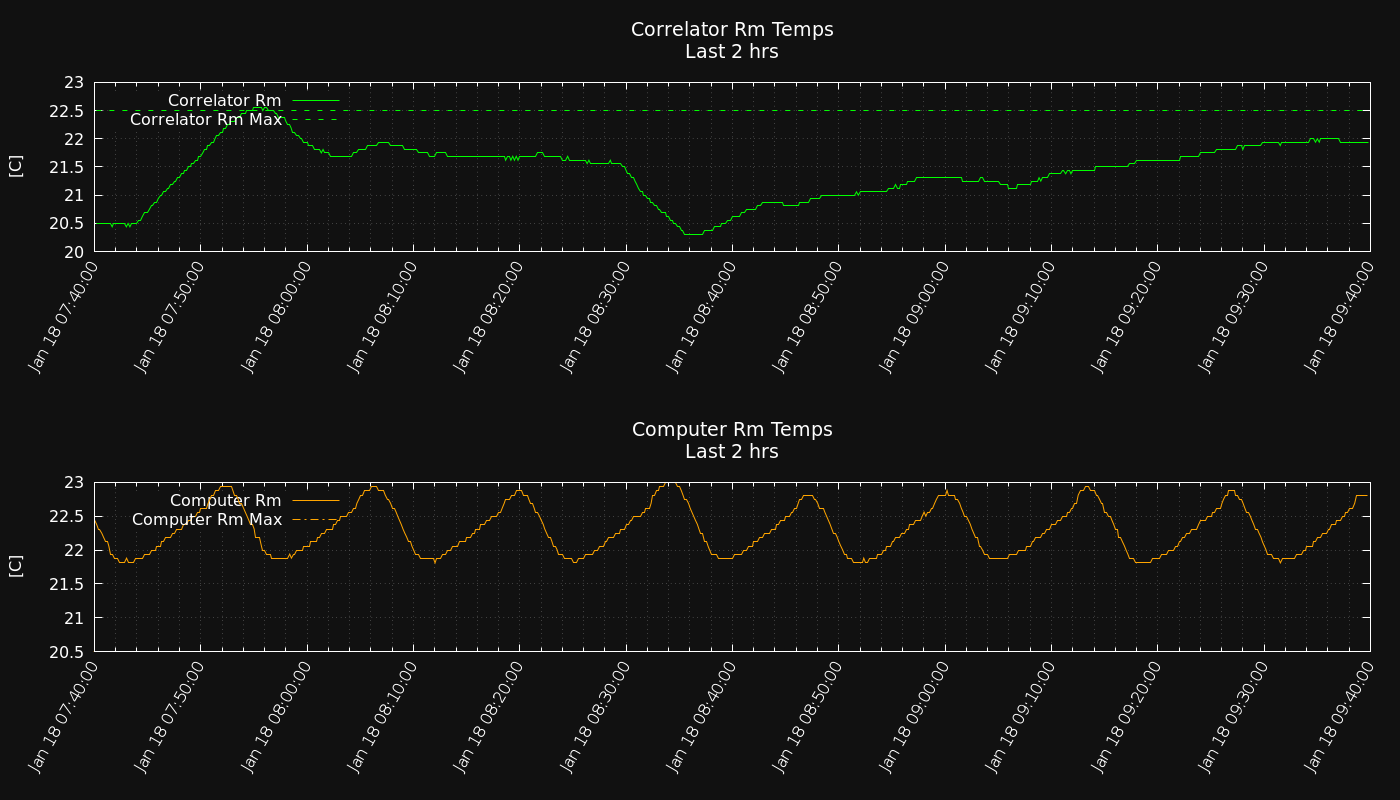 Correlator Rm Temps
Last 2 hrs
[C]
23
22.5
22
21.5
21
20.5
20
Correlator Rm
Correlator Rm Max
Jan 18 07:40:00
Jan 18 07:50:00
Jan 18 08:00:00
Jan 18 08:10:00
Jan 18 08:20:00
Jan 18 08:30:00
Jan 18 08:40:00
Jan 18 08:50:00
Jan 18 09:00:00
Jan 18 09:10:00
Jan 18 09:20:00
Jan 18 09:30:00
Jan 18 09:40:00
Computer Rm Temps
Last 2 hrs
[C]
23
22.5
22
21.5
21
20.5
Computer Rm
Computer Rm Max
Jan 18 07:40:00
Jan 18 07:50:00
Jan 18 08:00:00
Jan 18 08:10:00
Jan 18 08:20:00
Jan 18 08:30:00
Jan 18 08:40:00
Jan 18 08:50:00
Jan 18 09:00:00
Jan 18 09:10:00
Jan 18 09:20:00
Jan 18 09:30:00
Jan 18 09:40:00